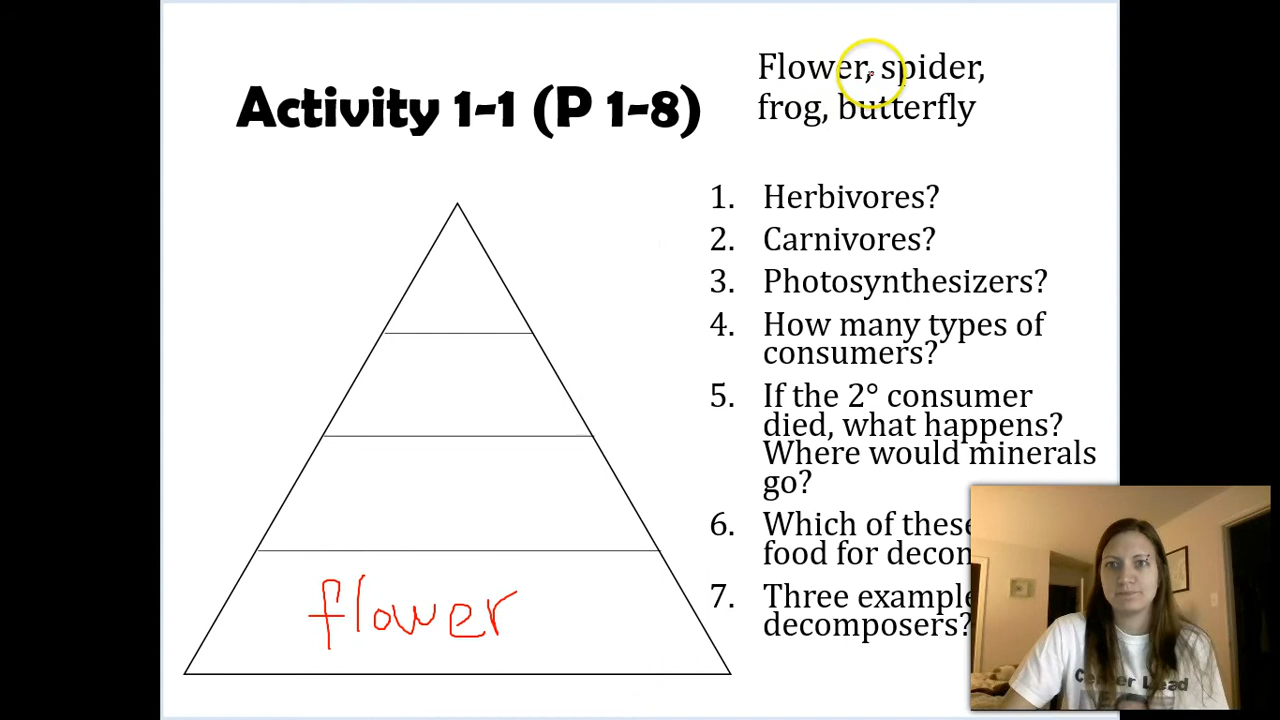 Flower, spider,
frog, butterfly
Activity 1-1 (P 1-8)
1. Herbivores?
2. Carnivores?
3. Photosynthesizers?
4. How many types of
consumers?
5. If the 2° consumer
died, what happens?
Where would minerals
go?
6. Which of these
food for
7. Three
decomposers?
flower
Lead